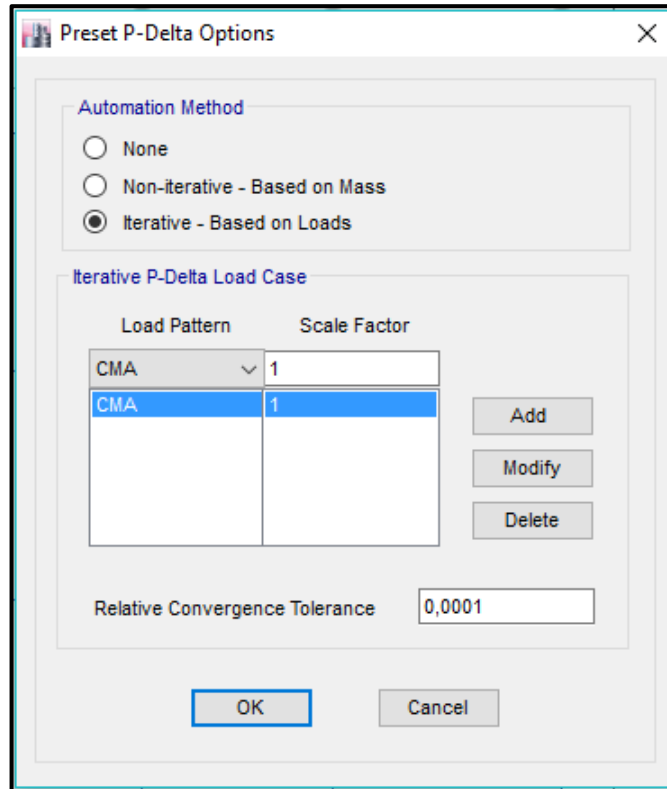 Preset P-Delta Options
Automation Method
None
Non-iterative - Based on Mass
Iterative - Based on Loads
Iterative P-Delta Load Case
Load Pattern Scale Factor
CMA 1
CMA 1
Add
Modify
Delete
Relative Convergence Tolerance 0,0001
OK Cancel